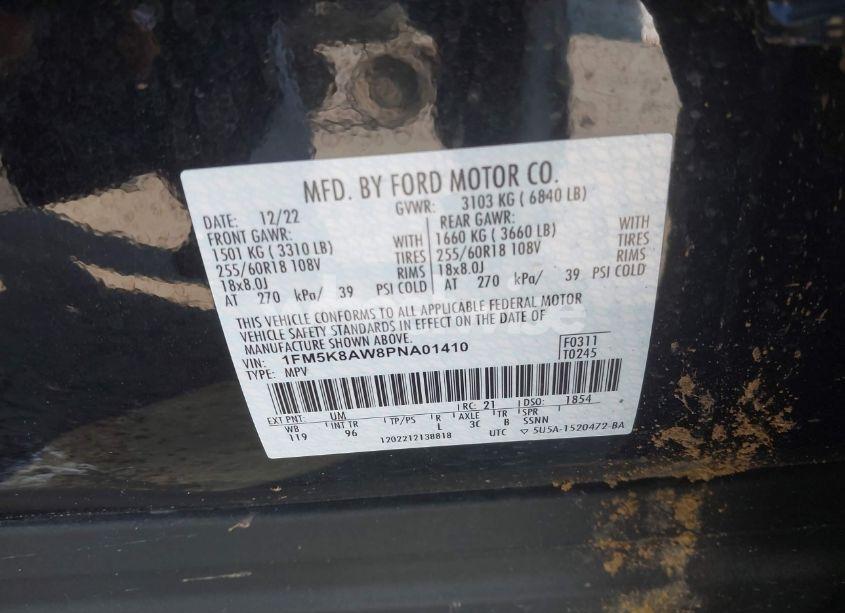 MFD. BY FORD MOTOR CO.
DATE: 12/22 GVWR: 3103 KG ( 6840 LB)
FRONT GAWR: REAR GAWR:
1501 KG ( 3310 LB) WITH 1660 KG ( 3660 LB) WITH
255/60R18 108V TIRES 255/60R18 108V TIRES
18x8.0J RIMS 18x8.0J RIMS
AT 270 kPa/ 39 PSI COLD AT 270 kPa/ 39 PSI COLD
THIS VEHICLE CONFORMS TO ALL APPLICABLE FEDERAL MOTOR
VEHICLE SAFETY STANDARDS IN EFFECT ON THE DATE OF
MANUFACTURE SHOWN ABOVE.
VIN: 1FM5K8AW8PNA01410 F0311
TYPE: MPV T0245
EXT PNT: UM RC: 21 DSO: 1854
WB INT TR TP/PS R AXLE TR SPR
119 96 L 3C B SSNN
1202212138818 UTC ▽ 5U5A-1520472-BA